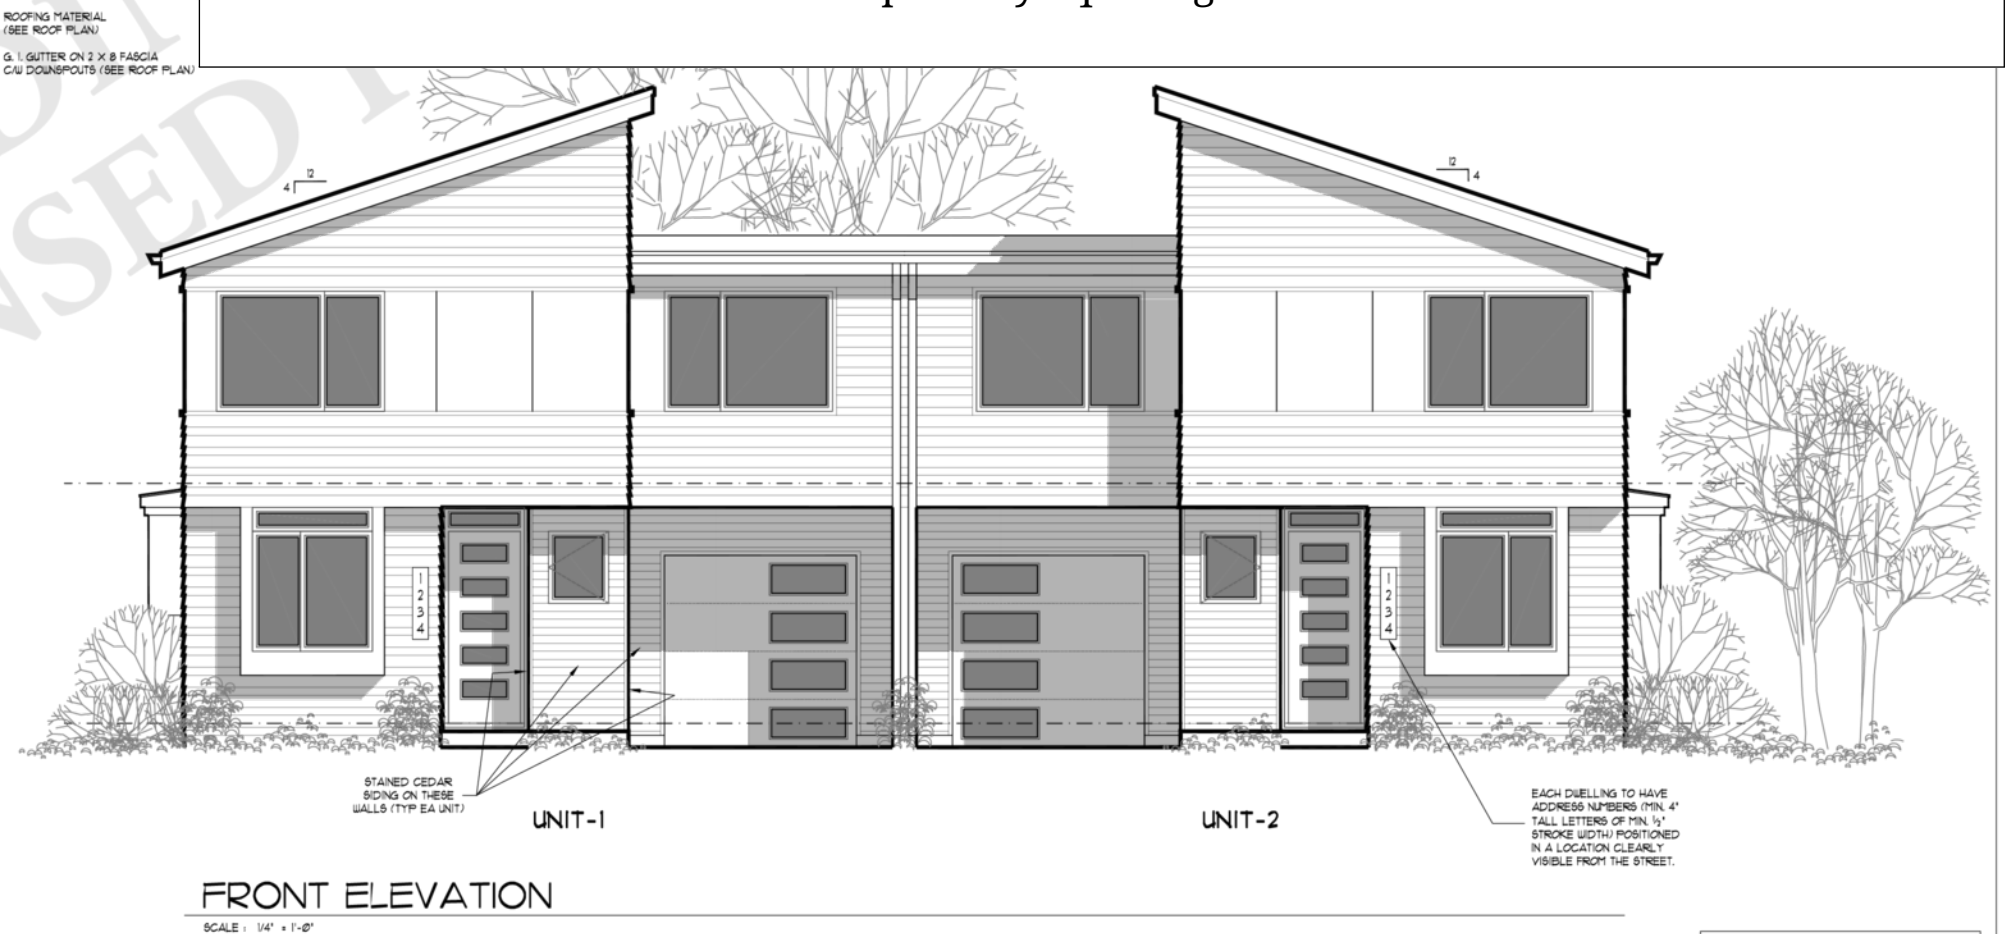 ROOFING MATERIAL
(SEE ROOF PLAN)
G. I. GUTTER ON 2 X 8 FASCIA
C/W DOWNSPOUTS (SEE ROOF PLAN)
12
4
12
4
1
2
3
4
1
2
3
4
STAINED CEDAR
SIDING ON THESE
WALLS (TYP EA UNIT)
UNIT-1
UNIT-2
EACH DWELLING TO HAVE
ADDRESS NUMBERS (MIN. 4"
TALL LETTERS OF MIN. ½"
STROKE WIDTH) POSITIONED
IN A LOCATION CLEARLY
VISIBLE FROM THE STREET.
FRONT ELEVATION
SCALE : 1/4" = 1'-0"